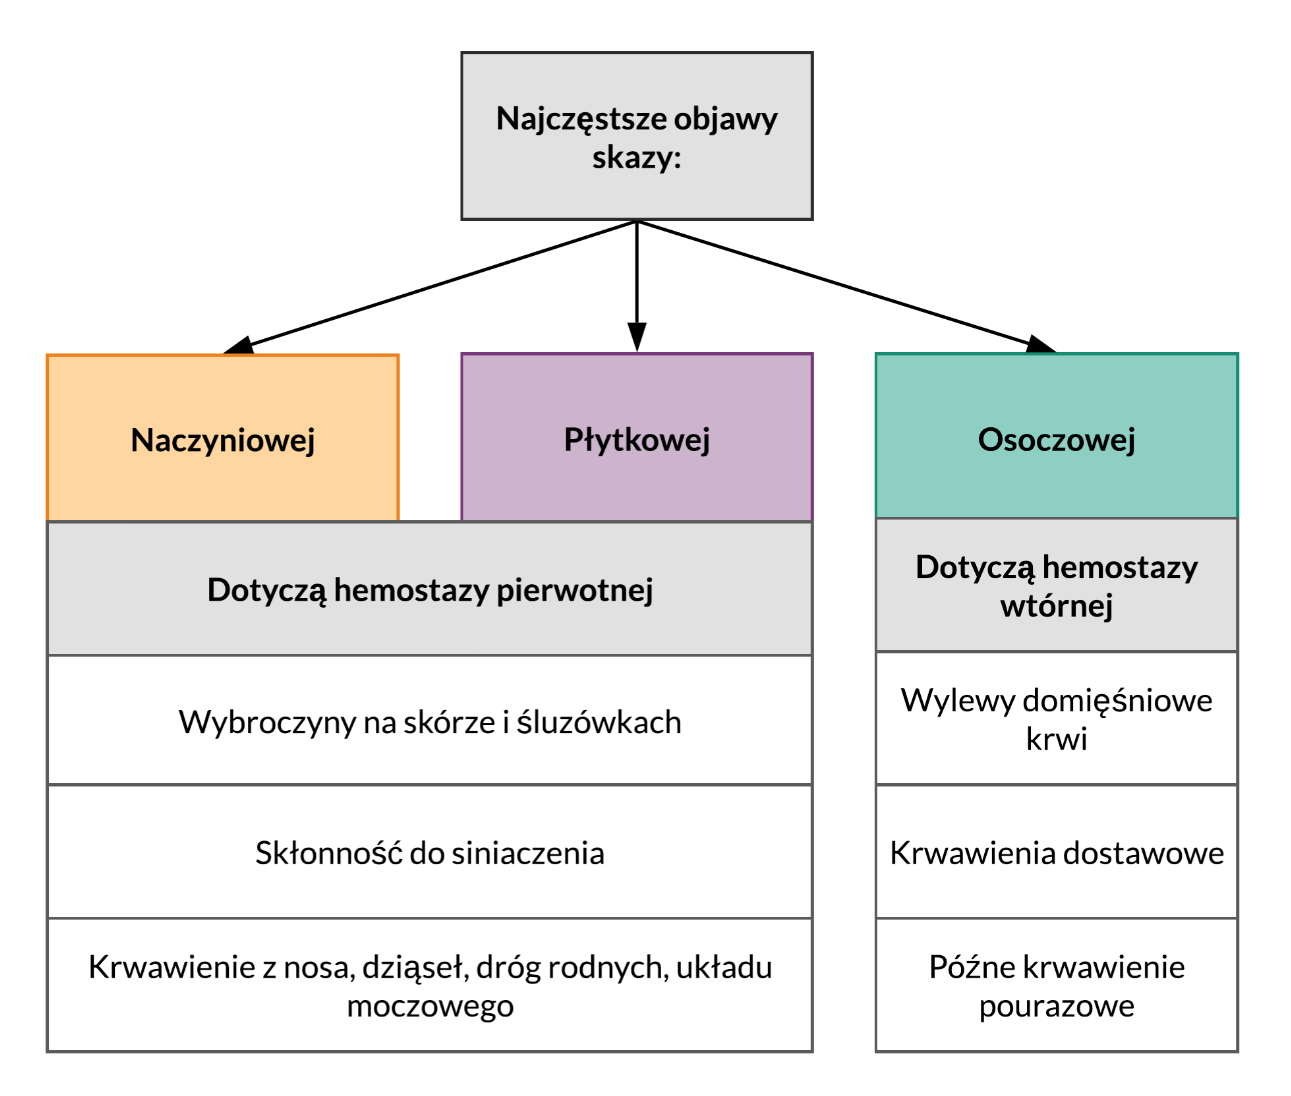 Najczęstsze objawy
skazy:
Naczyniowej
Płytkowej
Osoczowej
Dotyczą hemostazy pierwotnej
Dotyczą hemostazy
wtórnej
Wybroczyny na skórze i śluzówkach
Wylewy domięśniowe
krwi
Skłonność do siniaczenia
Krwawienia dostawowe
Krwawienie z nosa, dziąseł, dróg rodnych, układu
moczowego
Późne krwawienie
pourazowe